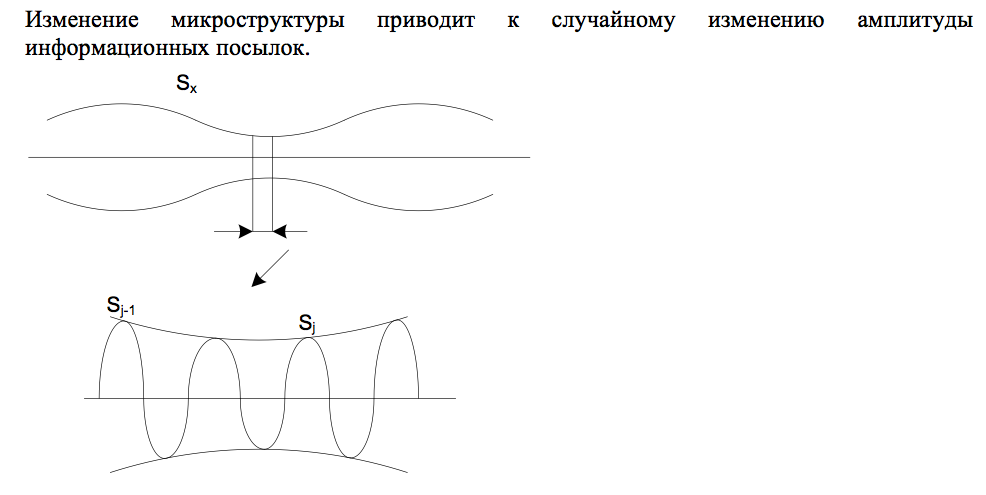 Изменение микроструктуры приводит к случайному изменению амплитуды
информационных посылок.
Sx
Sj-1
Sj